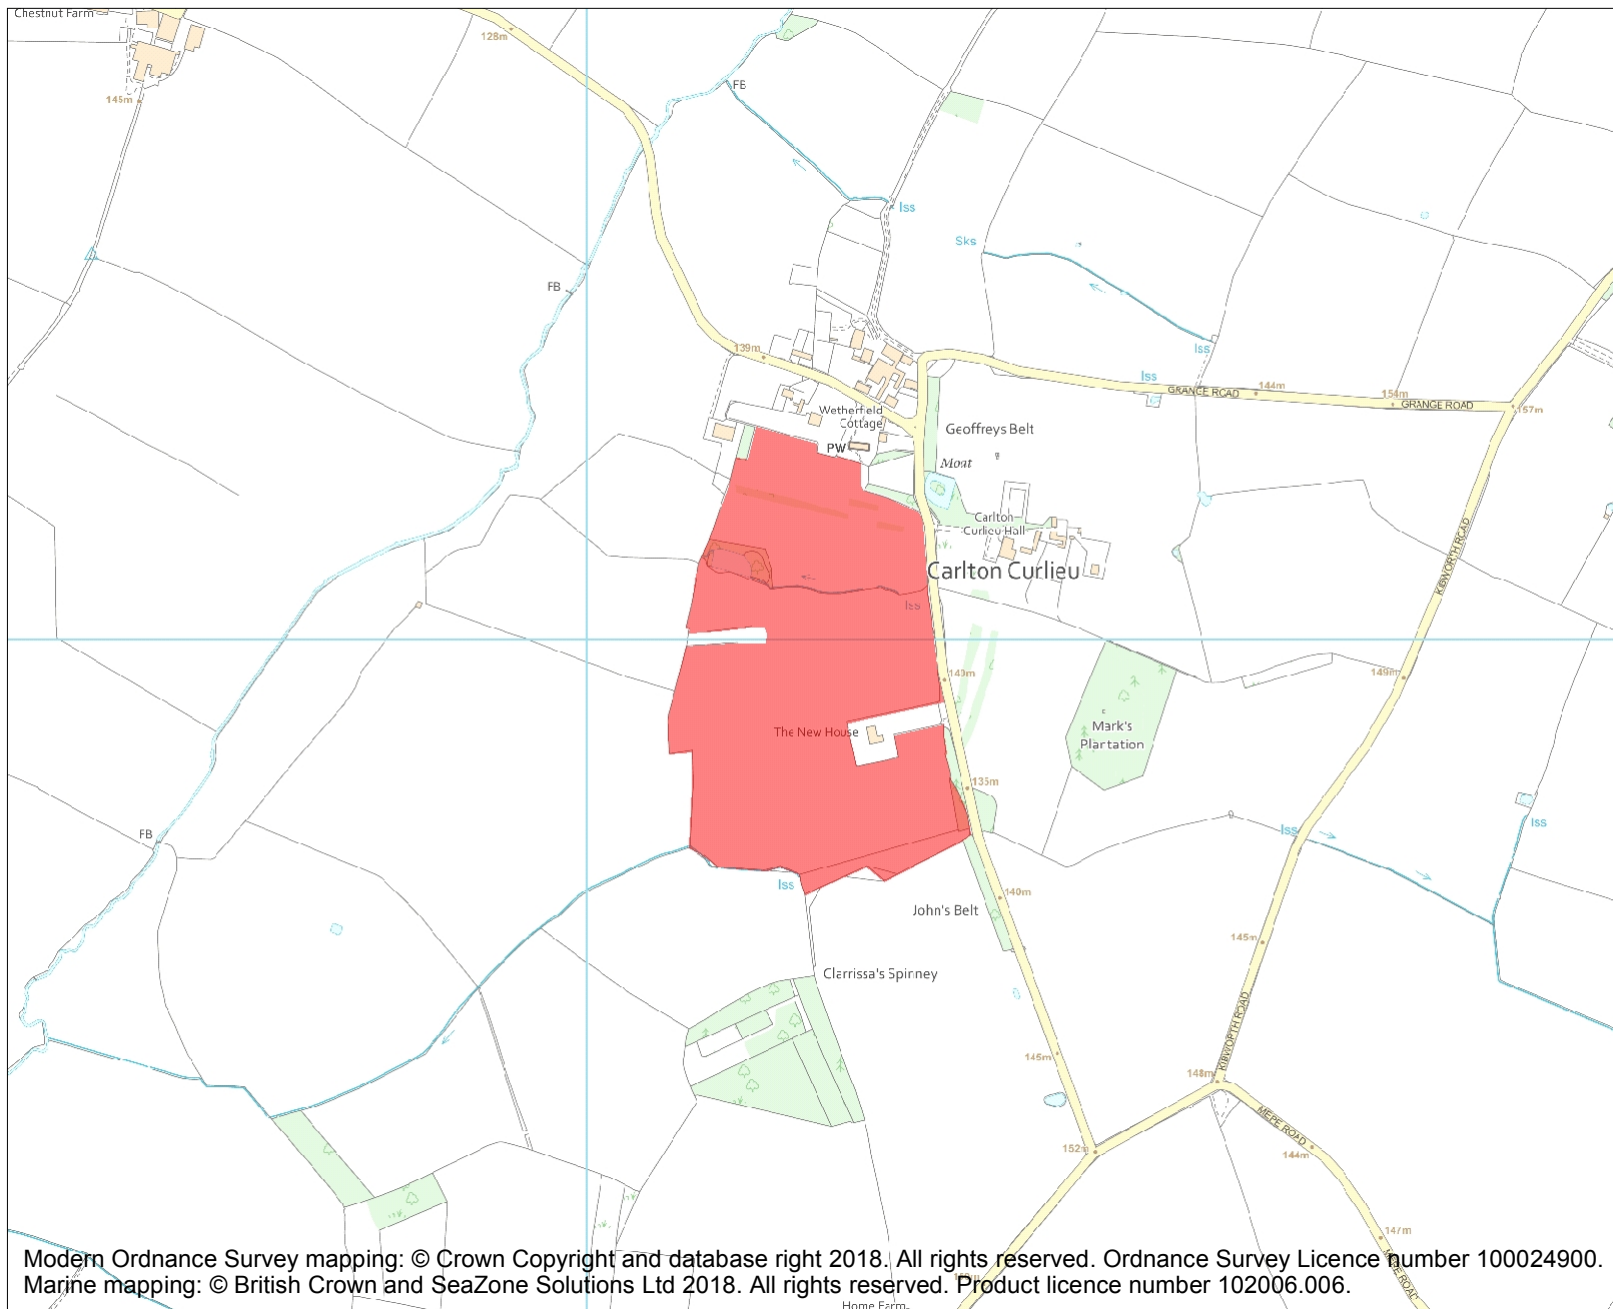 Chestnut Farm
128m
FB
145m
Iss
Sks
FB
139m
Iss
Iss
GRANGE ROAD
144m
154m
GRANGE ROAD
157m
Wetherfield
Cottage
PW
Geoffreys Belt
Moat
Carlton
Curlieu Hall
Carlton Curlieu
KIBWORTH ROAD
Iss
143m
149m
The New House
Mark's
Plantation
135m
FB
Iss
Iss
Iss
140m
John's Belt
145m
Clarrissa's Spinney
KIBWORTH ROAD
145m
148m
MERE ROAD
152m
144m
147m
MERE ROAD
Modern Ordnance Survey mapping: © Crown Copyright and database right 2018. All rights reserved. Ordnance Survey Licence number 100024900.
Marine mapping: © British Crown and SeaZone Solutions Ltd 2018. All rights reserved. Product licence number 102006.006.
Home Farm